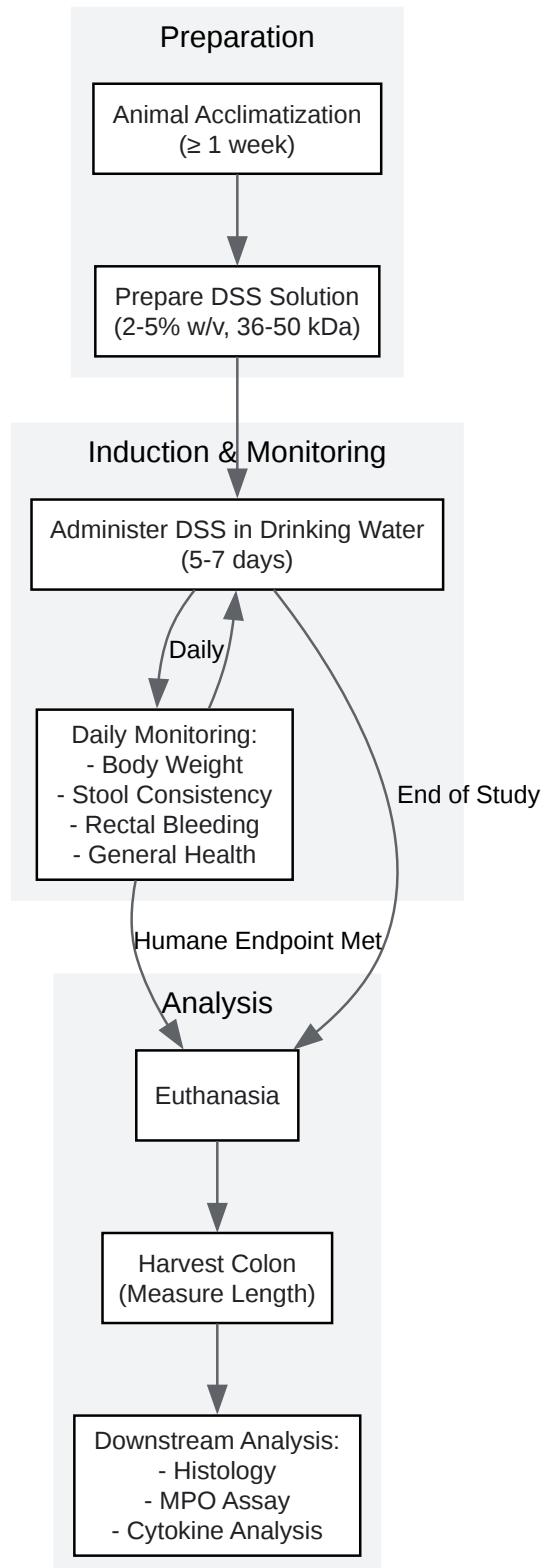 Preparation
Animal Acclimatization
(≥ 1 week)
Prepare DSS Solution
(2-5% w/v, 36-50 kDa)
Induction & Monitoring
Administer DSS in Drinking Water
(5-7 days)
Daily
Daily Monitoring:
- Body Weight
- Stool Consistency
- Rectal Bleeding
- General Health
End of Study
Humane Endpoint Met
Analysis
Euthanasia
Harvest Colon
(Measure Length)
Downstream Analysis:
- Histology
- MPO Assay
- Cytokine Analysis